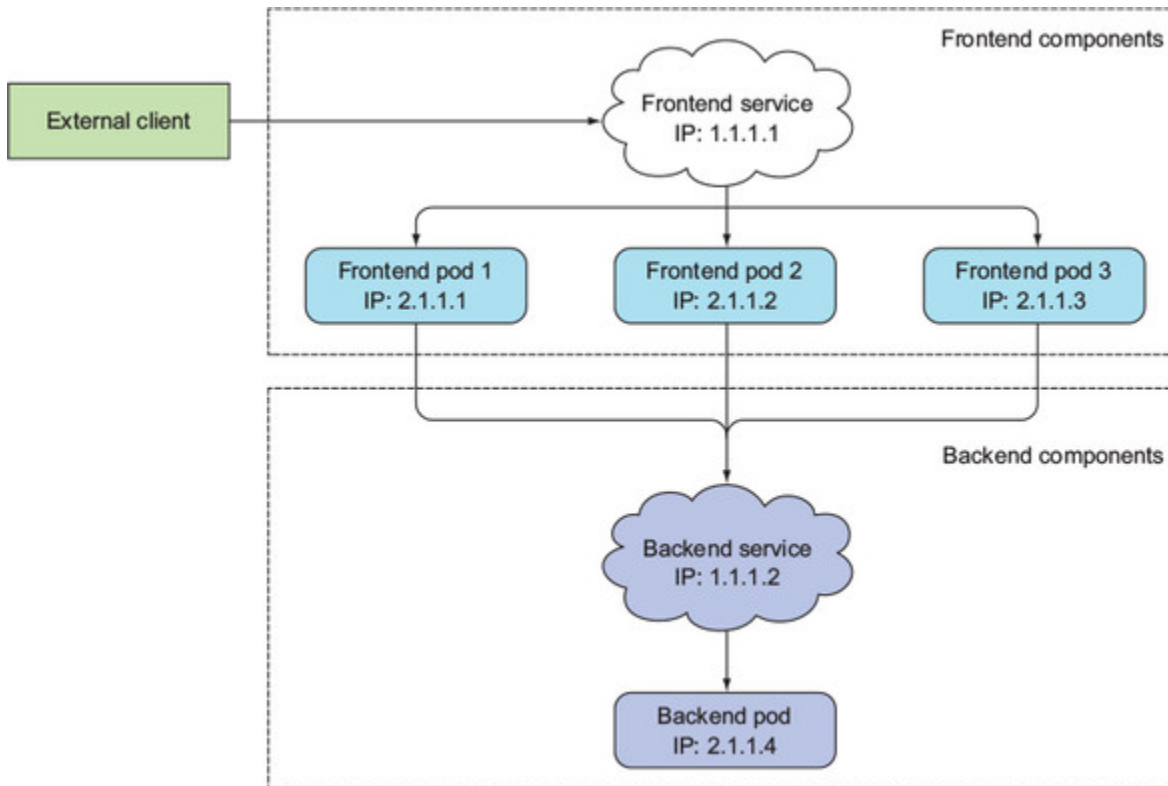 Frontend components
External client
Frontend service
IP: 1.1.1.1
Frontend pod 1
IP: 2.1.1.1
Frontend pod 2
IP: 2.1.1.2
Frontend pod 3
IP: 2.1.1.3
Backend components
Backend service
IP: 1.1.1.2
Backend pod
IP: 2.1.1.4